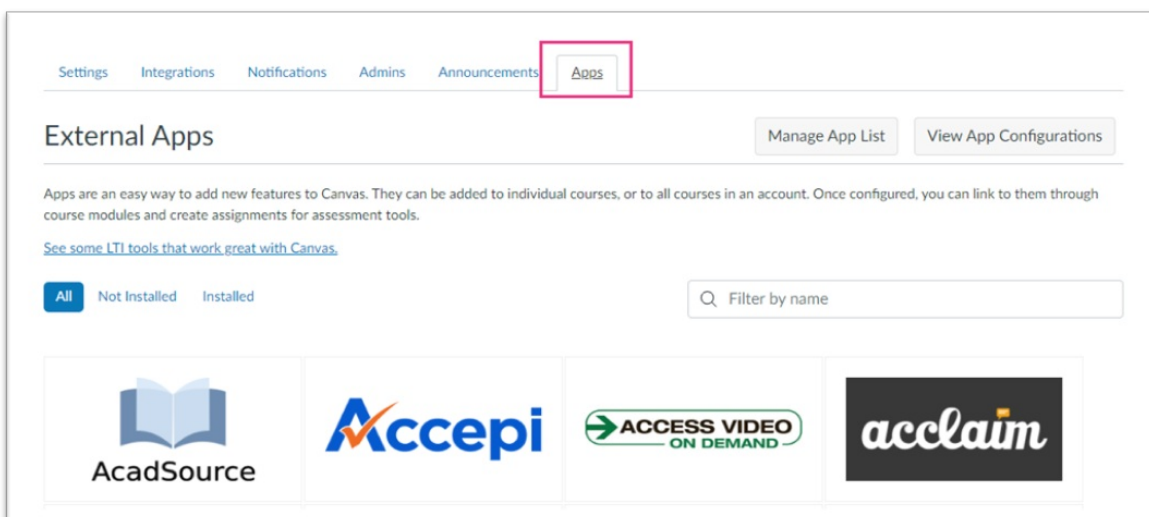 Settings Integrations Notifications Admins Announcements Apps
External Apps Manage App List View App Configurations
Apps are an easy way to add new features to Canvas. They can be added to individual courses, or to all courses in an account. Once configured, you can link to them through
course modules and create assignments for assessment tools.
See some LTI tools that work great with Canvas.
All Not Installed Installed Filter by name
AcadSource
Accepi
ACCESS VIDEO
ON DEMAND
acclaim